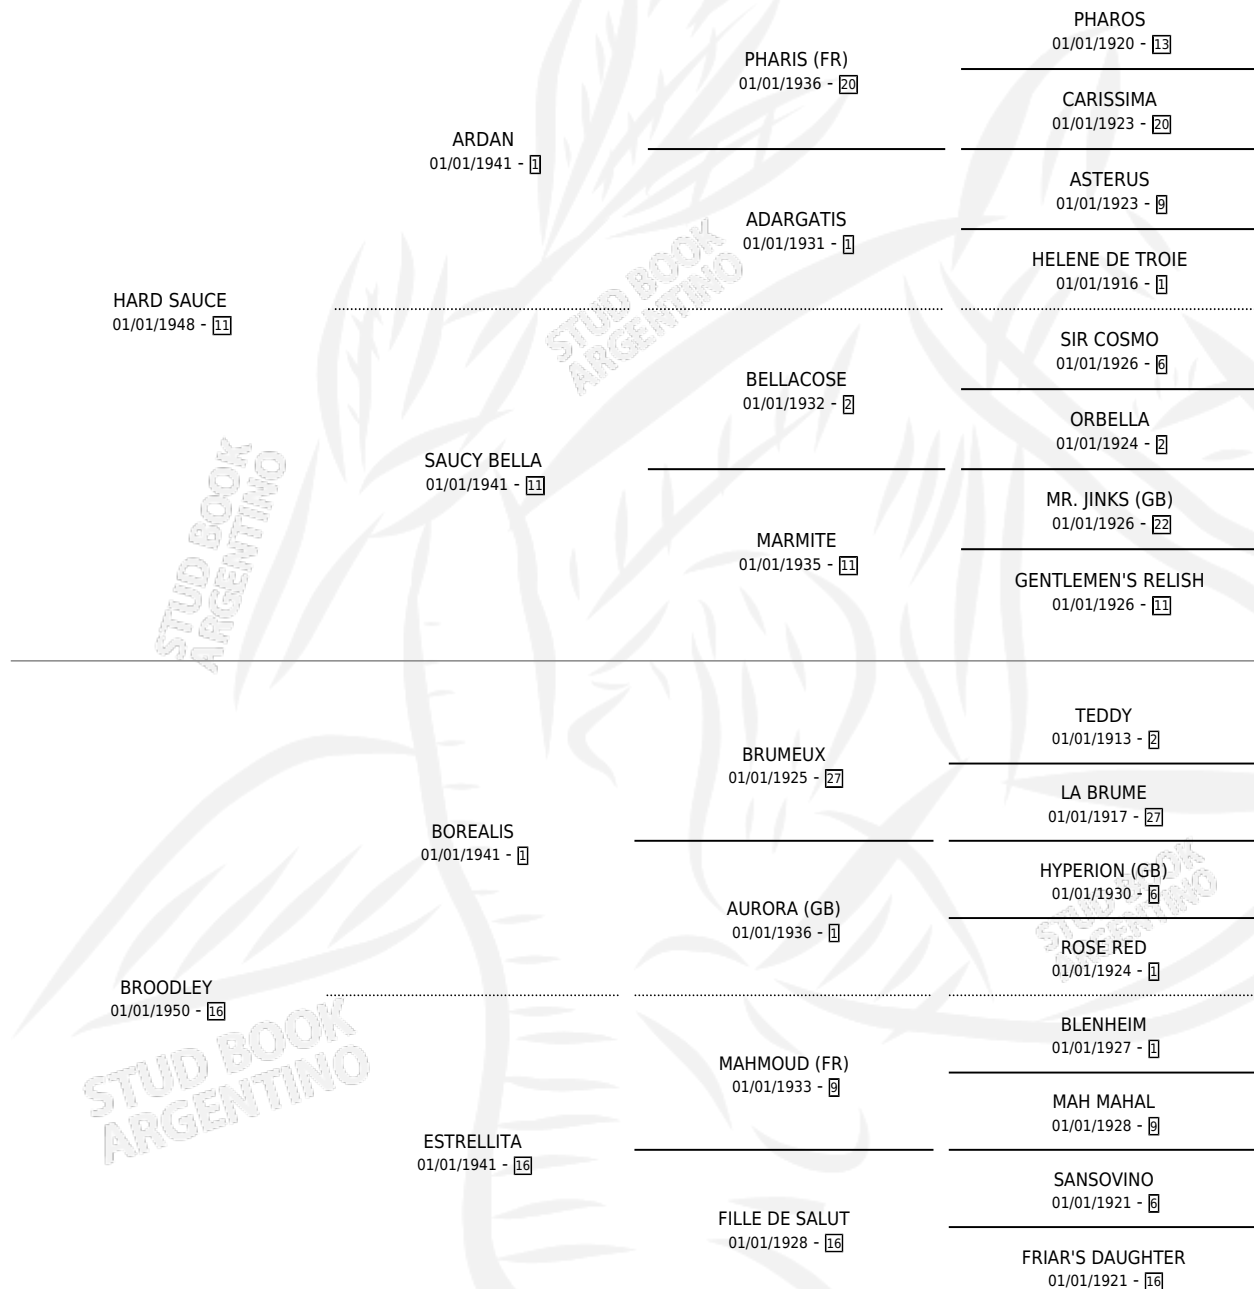 PHAROS
01/01/1920 - 13
PHARIS (FR)
01/01/1936 - 20
CARISSIMA
01/01/1923 - 20
ARDAN
01/01/1941 - 1
ASTERUS
01/01/1923 - 9
ADARGATIS
01/01/1931 - 1
HELENE DE TROIE
01/01/1916 - 1
HARD SAUCE
01/01/1948 - 11
STUD BOOK
ARGENTINO
SIR COSMO
01/01/1926 - 6
BELLACOSE
01/01/1932 - 2
ORBELLA
01/01/1924 - 2
SAUCY BELLA
01/01/1941 - 11
MR. JINKS (GB)
01/01/1926 - 22
MARMITE
01/01/1935 - 11
GENTLEMEN'S RELISH
01/01/1926 - 11
STUD BOOK
ARGENTINO
TEDDY
01/01/1913 - 2
BRUMEUX
01/01/1925 - 27
LA BRUME
01/01/1917 - 27
BOREALIS
01/01/1941 - 1
HYPERION (GB)
01/01/1930 - 6
AURORA (GB)
01/01/1936 - 1
STUD BOOK
ARGENTINO
ROSE RED
01/01/1924 - 1
BROODLEY
01/01/1950 - 16
BLENHEIM
01/01/1927 - 1
STUD BOOK
ARGENTINO
MAHMOUD (FR)
01/01/1933 - 9
MAH MAHAL
01/01/1928 - 9
ESTRELLITA
01/01/1941 - 16
SANSOVINO
01/01/1921 - 6
FILLE DE SALUT
01/01/1928 - 16
FRIAR'S DAUGHTER
01/01/1921 - 16